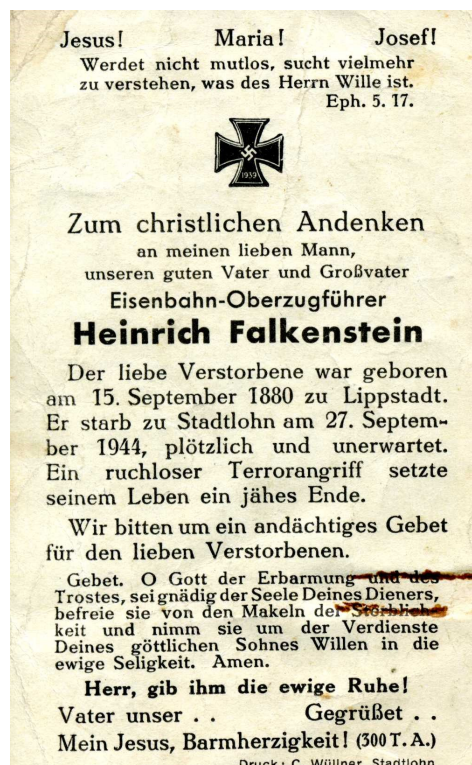 Jesus! Maria! Josef!
Werdet nicht mutlos, sucht vielmehr
zu verstehen, was des Herrn Wille ist.
Eph. 5. 17.
1939
Zum christlichen Andenken
an meinen lieben Mann,
unseren guten Vater und Großvater
Eisenbahn-Oberzugführer
Heinrich Falkenstein
Der liebe Verstorbene war geboren
am 15. September 1880 zu Lippstadt.
Er starb zu Stadtlohn am 27. Septem-
ber 1944, plötzlich und unerwartet.
Ein ruchloser Terrorangriff setzte
seinem Leben ein jähes Ende.
Wir bitten um ein andächtiges Gebet
für den lieben Verstorbenen.
Gebet. O Gott der Erbarmung und des
Trostes, sei gnädig der Seele Deines Dieners,
befreie sie von den Makeln der Sterblich-
keit und nimm sie um der Verdienste
Deines göttlichen Sohnes Willen in die
ewige Seligkeit. Amen.
Herr, gib ihm die ewige Ruhe!
Vater unser . . Gegrüßet . .
Mein Jesus, Barmherzigkeit! (300 T. A.)
Druck: C. Wüllner, Stadtlohn